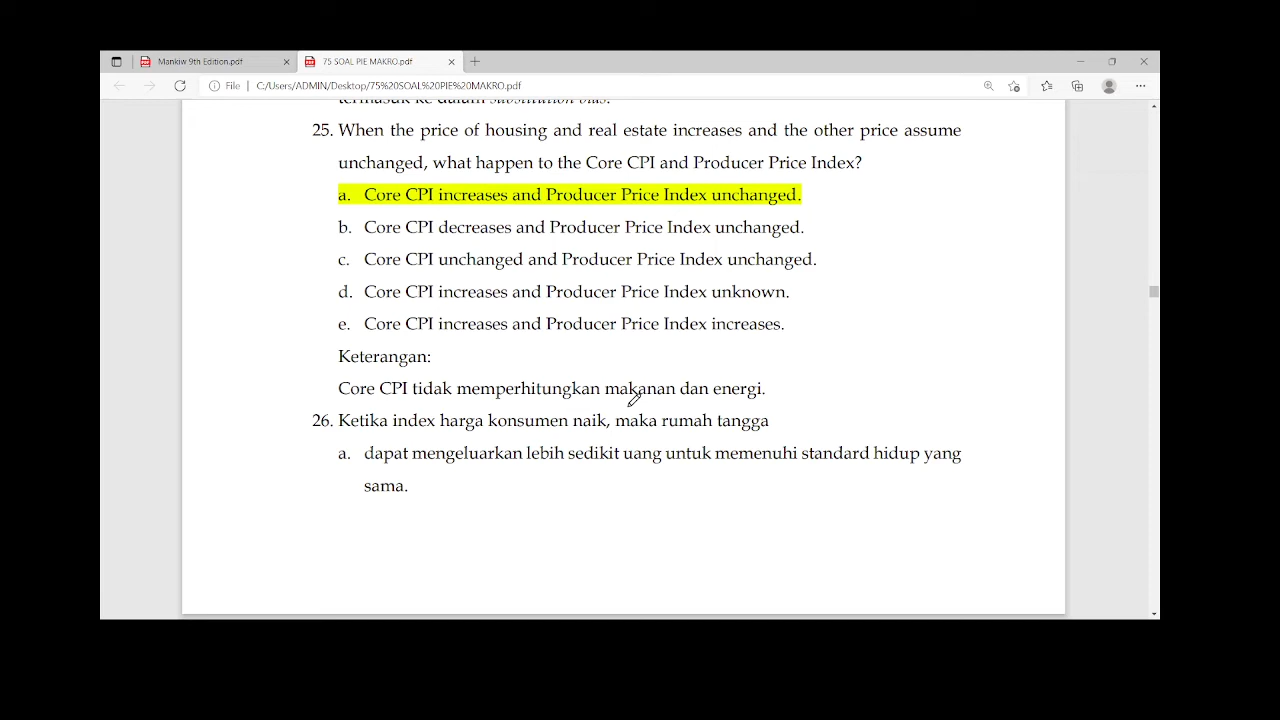 Mankiw 9th Edition.pdf
75 SOAL PIE MAKRO.pdf
File
C:/Users/ADMIN/Desktop/75%20SOAL%20PIE%20MAKRO.pdf
termasuk ke dalam substitution bias.
25. When the price of housing and real estate increases and the other price assume
unchanged, what happen to the Core CPI and Producer Price Index?
a. Core CPI increases and Producer Price Index unchanged.
b. Core CPI decreases and Producer Price Index unchanged.
c. Core CPI unchanged and Producer Price Index unchanged.
d. Core CPI increases and Producer Price Index unknown.
e. Core CPI increases and Producer Price Index increases.
Keterangan:
Core CPI tidak memperhitungkan makanan dan energi.
26. Ketika index harga konsumen naik, maka rumah tangga
a. dapat mengeluarkan lebih sedikit uang untuk memenuhi standard hidup yang
sama.